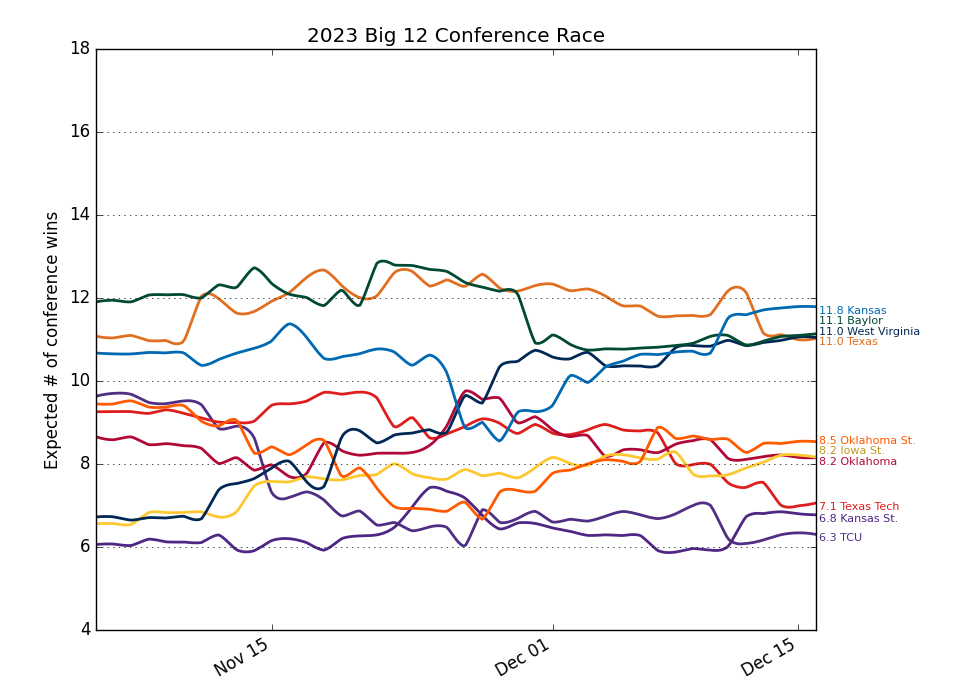 2023 Big 12 Conference Race
Expected # of conference wins
18
16
14
12
10
8
6
4
Nov 15
Dec 01
Dec 15
11.8 Kansas
11.1 Baylor
11.0 West Virginia
11.0 Texas
8.5 Oklahoma St.
8.2 Iowa St.
8.2 Oklahoma
7.1 Texas Tech
6.8 Kansas St.
6.3 TCU